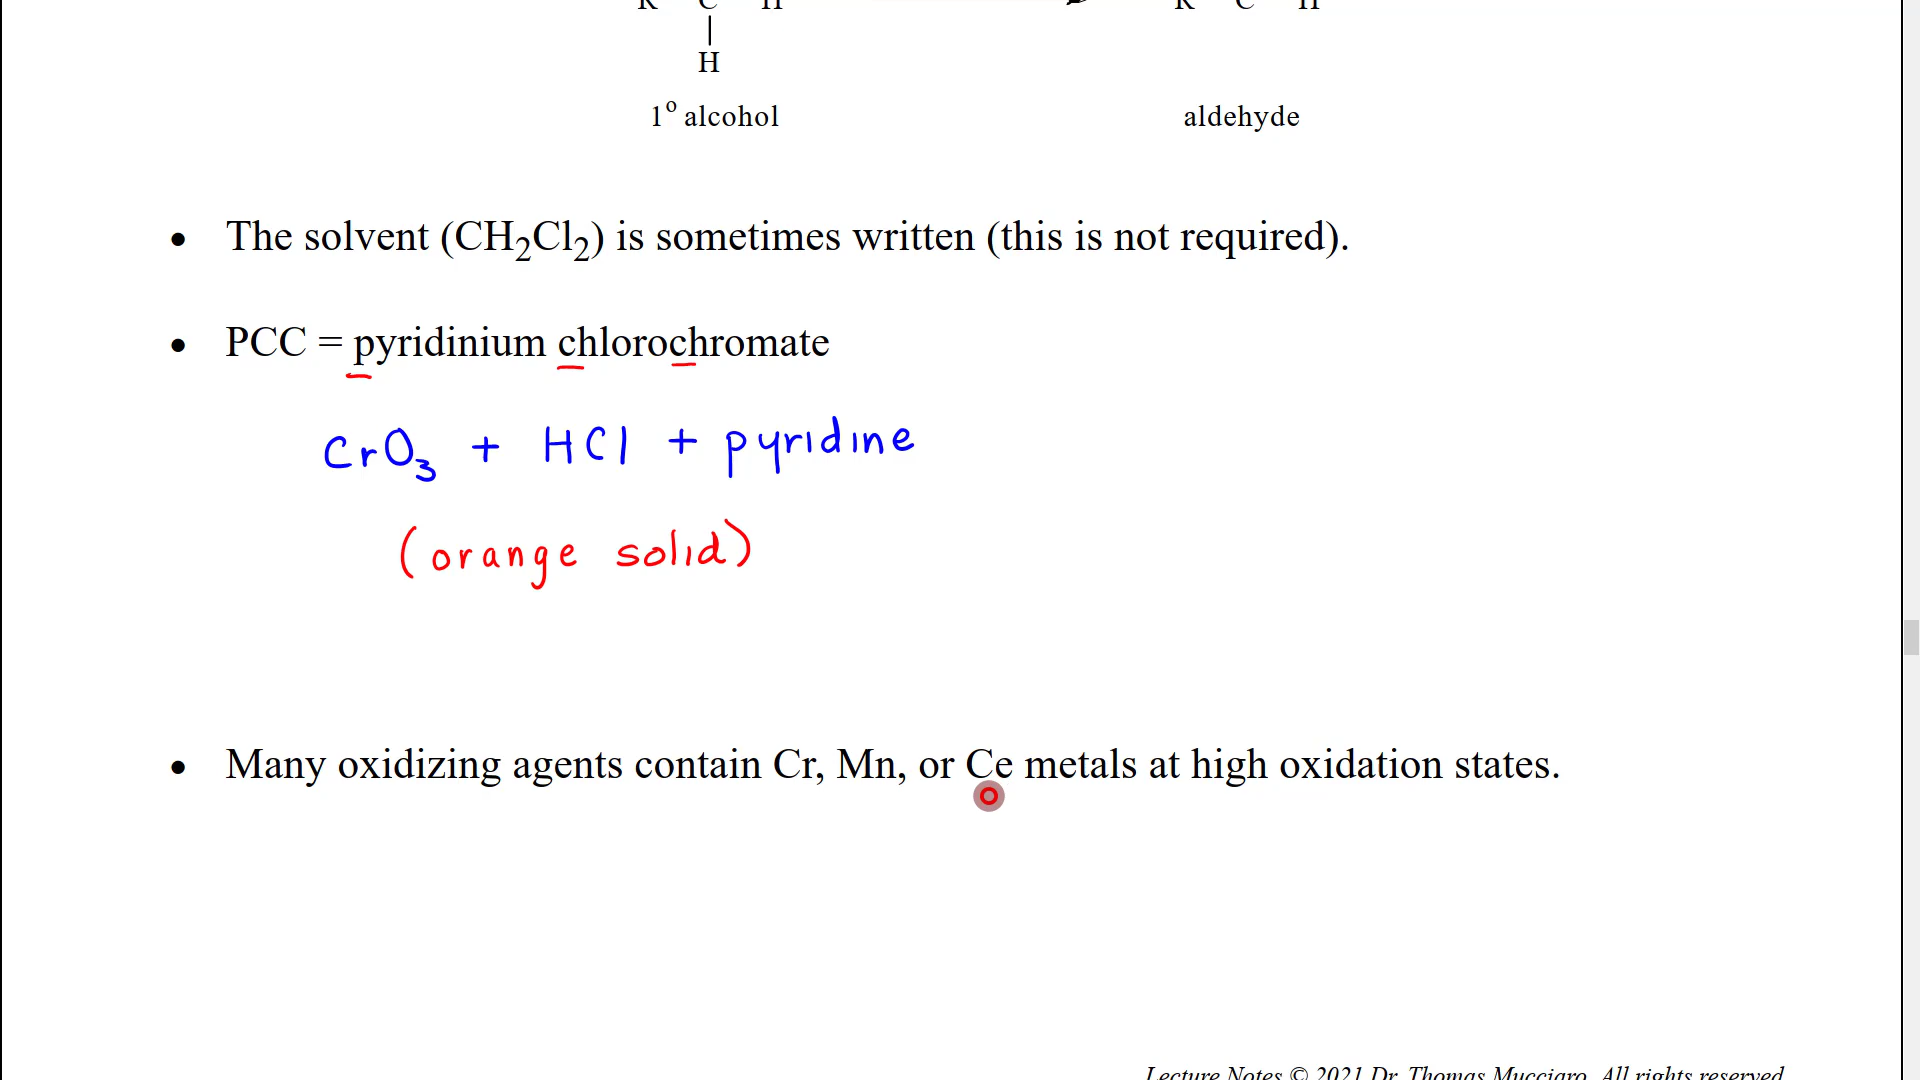 R C H R C H
H
1° alcohol aldehyde
• The solvent (CH₂Cl₂) is sometimes written (this is not required).
• PCC = pyridinium chlorochromate
CrO₃ + HCl + pyridine
(orange solid)
• Many oxidizing agents contain Cr, Mn, or Ce metals at high oxidation states.
Lecture Notes © 2021 Dr. Thomas Mucciaro. All rights reserved